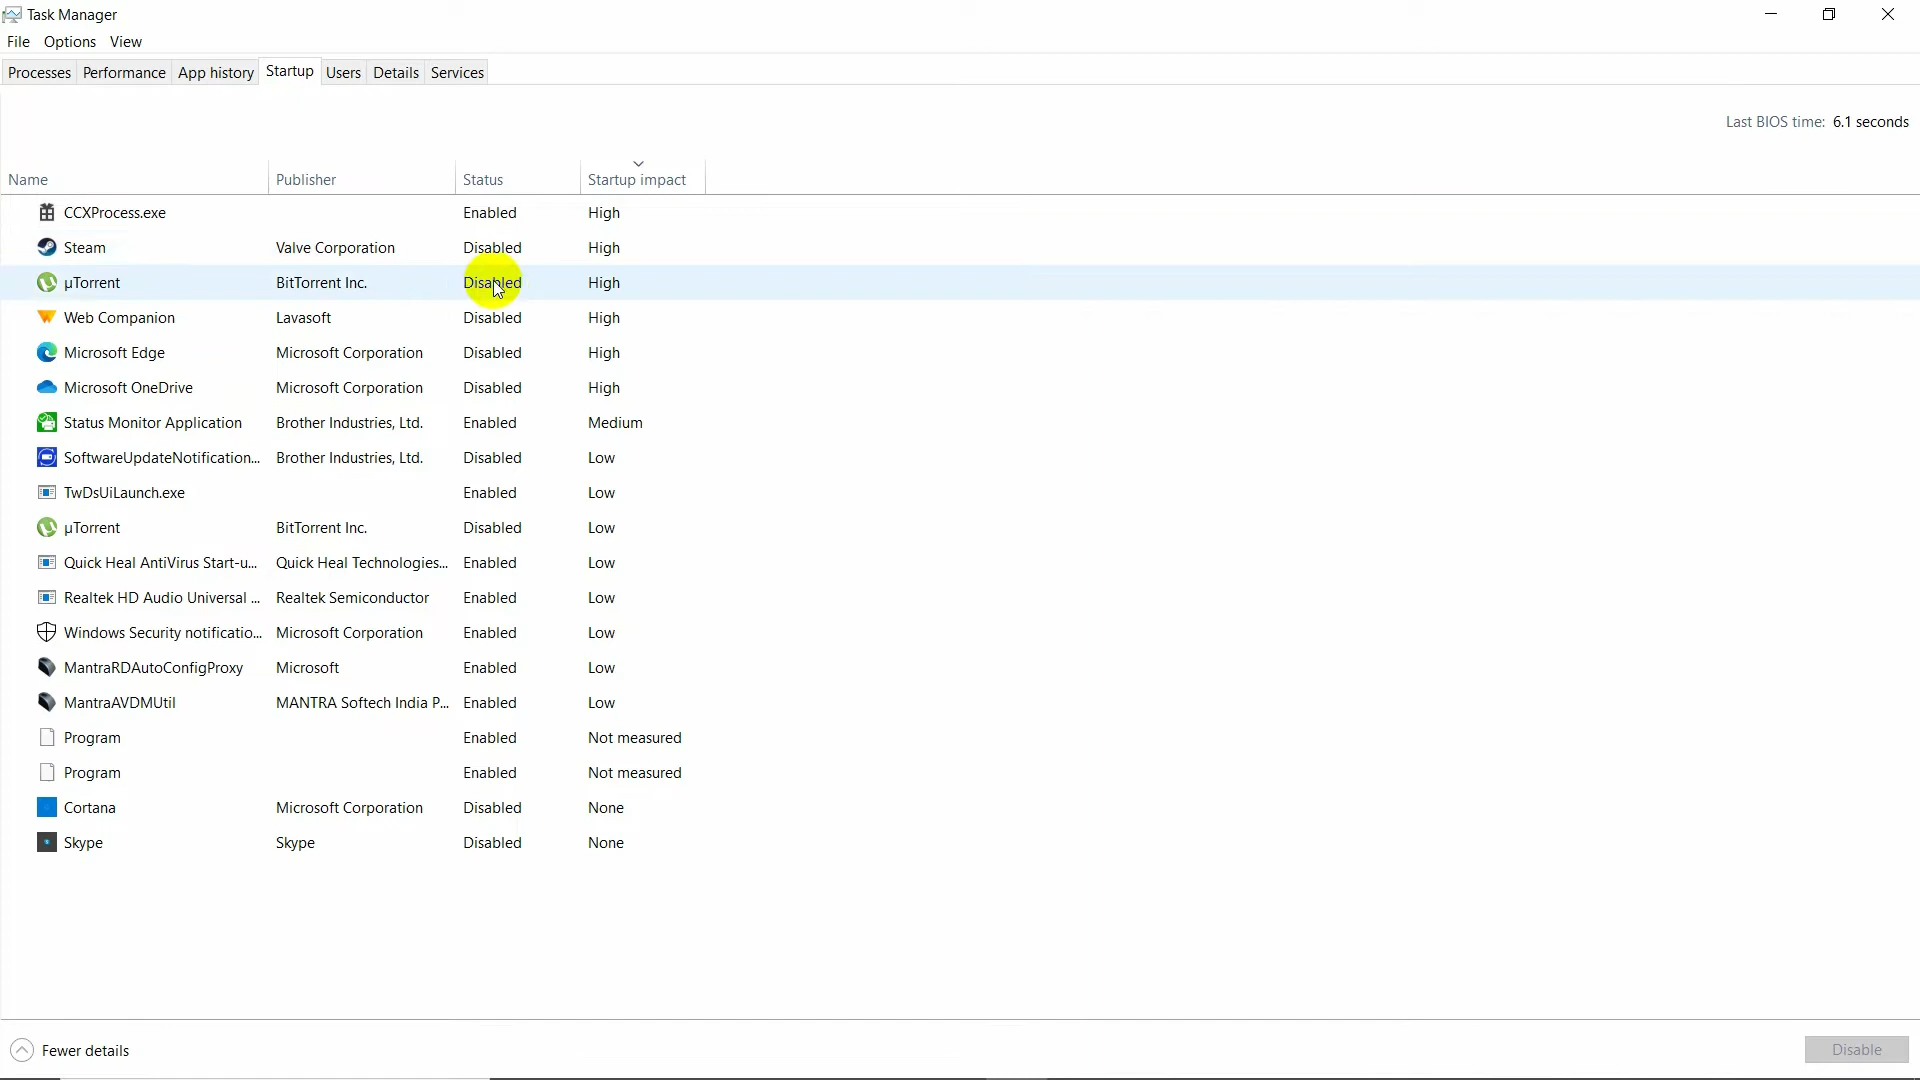 Task Manager
File Options View
Processes Performance App history Startup Users Details Services
Last BIOS time: 6.1 seconds
Name Publisher Status Startup impact
CCXProcess.exe Enabled High
Steam Valve Corporation Disabled High
µTorrent BitTorrent Inc. Disabled High
Web Companion Lavasoft Disabled High
Microsoft Edge Microsoft Corporation Disabled High
Microsoft OneDrive Microsoft Corporation Disabled High
Status Monitor Application Brother Industries, Ltd. Enabled Medium
SoftwareUpdateNotification... Brother Industries, Ltd. Disabled Low
TwDsUiLaunch.exe Enabled Low
µTorrent BitTorrent Inc. Disabled Low
Quick Heal AntiVirus Start-u... Quick Heal Technologies... Enabled Low
Realtek HD Audio Universal ... Realtek Semiconductor Enabled Low
Windows Security notificatio... Microsoft Corporation Enabled Low
MantraRDAutoConfigProxy Microsoft Enabled Low
MantraAVDMUtil MANTRA Softech India P... Enabled Low
Program Enabled Not measured
Program Enabled Not measured
Cortana Microsoft Corporation Disabled None
Skype Skype Disabled None
Fewer details Disable